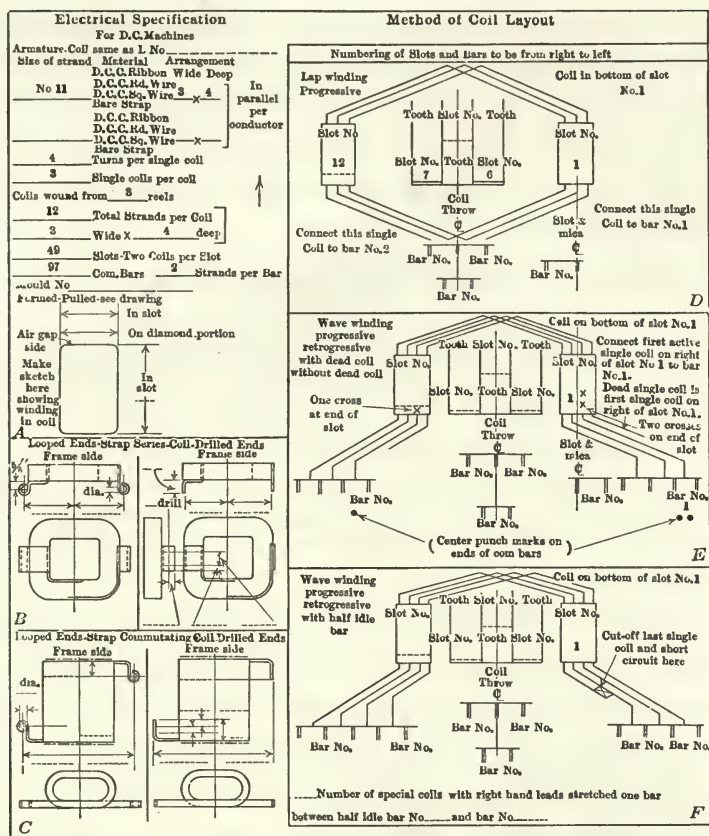 Electrical Specification
For D.C. Machines
Armature-Coil same as L No
Size of strand Material Arrangement
D.C.C. Ribbon Wide Deep
D.C.C. Rd. Wire
No 11 D.C.C. Sq. Wire 3 x 4
Bare Strap
In parallel per conductor
D.C.C. Ribbon
D.C.C. Rd. Wire
D.C.C. Sq. Wire x
Bare Strap
4 Turns per single coil
3 Single coils per coil
Coils wound from 3 reels
12 Total Strands per Coil
3 Wide X 4 deep
49 Slots-Two Coils per Slot
97 Com. Bars 2 Strands per Bar
Mould No
Formed-Pulled-see drawing
In slot
On diamond portion
Air gap
side
Make
sketch
here
showing
winding
in coil
In
slot
A
Looped Ends-Strap Series-Coil-Drilled Ends
Frame side
Frame side
dia.
drill
B
Looped Ends-Strap Commutating Coil-Drilled Ends
Frame side
Frame side
dia.
C
Method of Coil Layout
Numbering of Slots and Bars to be from right to left
Lap winding
Progressive
Coil in bottom of slot
No.1
Tooth Slot No. Tooth
Slot No
12
Slot No. Tooth Slot No.
7 6
Slot No.
1
Coil
Throw
℄
Connect this single
Coil to bar No.2
Slot &
mica
℄
Connect this single
Coil to bar No.1
Bar No. Bar No.
Bar No.
Bar No.
Bar No.
D
Wave winding
progressive
retrogressive
with dead coil
without dead coil
Coil on bottom of slot No.1
Tooth Slot No. Tooth
Slot No.
Slot No. Tooth Slot No.
Slot No.
1
x
x
x
Connect first active
single coil on right
of slot No 1 to bar
No.1.
Dead single coil is
first single coil on
right of slot No.1.
Two crosses
on end of
slot
One cross
at end of
slot
Coil
Throw
℄
Slot &
mica
℄
Bar No.
Bar No. Bar No.
Bar No.
Bar No.
Bar No.
Bar No.
1
(Center punch marks on
ends of com bars)
E
Wave winding
progressive
retrogressive
with half idle
bar
Coil on bottom of slot No.1
Tooth Slot No. Tooth
Slot No.
Slot No. Tooth Slot No.
Slot No.
1
Cut-off last single
coil and short
circuit here
Coil
Throw
℄
Bar No.
Bar No. Bar No.
Bar No.
Bar No.
Number of special coils with right hand leads stretched one bar
between half idle bar No and bar No
F